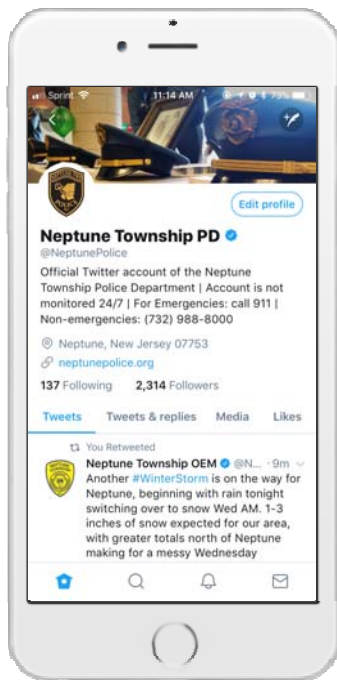 Sprint 11:14 AM 75%
POLICE
Edit profile
Neptune Township PD
@NeptunePolice
Official Twitter account of the Neptune
Township Police Department | Account is not
monitored 24/7 | For Emergencies: call 911 |
Non-emergencies: (732) 988-8000
Neptune, New Jersey 07753
neptunepolice.org
137 Following 2,314 Followers
Tweets Tweets & replies Media Likes
You Retweeted
Neptune Township OEM @N... · 9m
Another #WinterStorm is on the way for
Neptune, beginning with rain tonight
switching over to snow Wed AM. 1-3
inches of snow expected for our area,
with greater totals north of Neptune
making for a messy Wednesday